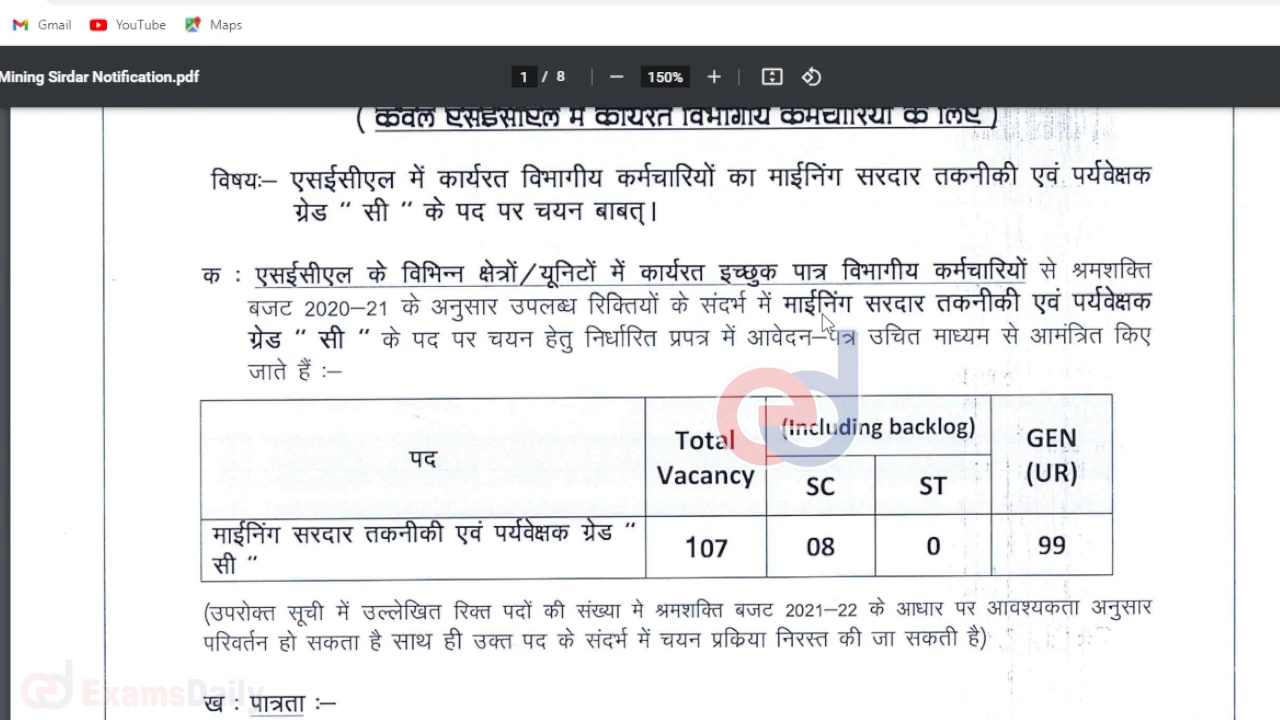 Gmail YouTube Maps
Mining Sirdar Notification.pdf 1 / 8 150%
( केवल एसईसीएल में कार्यरत विभागीय कर्मचारियों के लिए )
विषयः– एसईसीएल में कार्यरत विभागीय कर्मचारियों का माईनिंग सरदार तकनीकी एवं पर्यवेक्षक
ग्रेड “ सी “ के पद पर चयन बाबत्।
क : एसईसीएल के विभिन्न क्षेत्रों/यूनिटों में कार्यरत इच्छुक पात्र विभागीय कर्मचारियों से श्रमशक्ति
बजट 2020–21 के अनुसार उपलब्ध रिक्तियों के संदर्भ में माईनिंग सरदार तकनीकी एवं पर्यवेक्षक
ग्रेड “ सी “ के पद पर चयन हेतु निर्धारित प्रपत्र में आवेदन–पत्र उचित माध्यम से आमंत्रित किए
जाते हैं :–
पद
Total
Vacancy
(Including backlog)
SC ST
GEN
(UR)
माईनिंग सरदार तकनीकी एवं पर्यवेक्षक ग्रेड “
सी “
107 08 0 99
(उपरोक्त सूची में उल्लेखित रिक्त पदों की संख्या मे श्रमशक्ति बजट 2021–22 के आधार पर आवश्यकता अनुसार
परिवर्तन हो सकता है साथ ही उक्त पद के संदर्भ में चयन प्रकिया निरस्त की जा सकती है)
ExamsDaily
ख : पात्रता :–